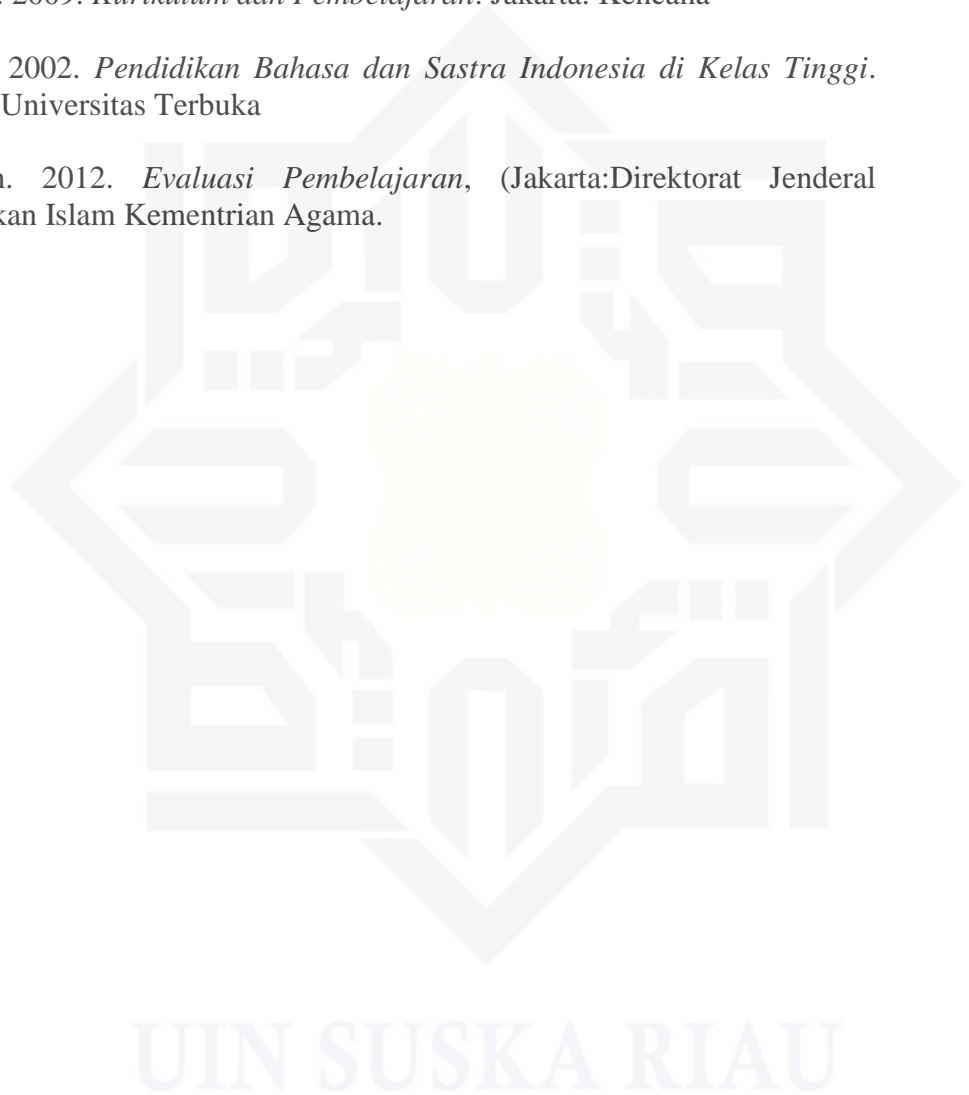 . 2009. Kurikulum dan Pembelajaran. Jakarta: Kencana
2002. Pendidikan Bahasa dan Sastra Indonesia di Kelas Tinggi.
Universitas Terbuka
2012. Evaluasi Pembelajaran, (Jakarta:Direktorat Jenderal
Islam Kementrian Agama.
UIN SUSKA RIAU